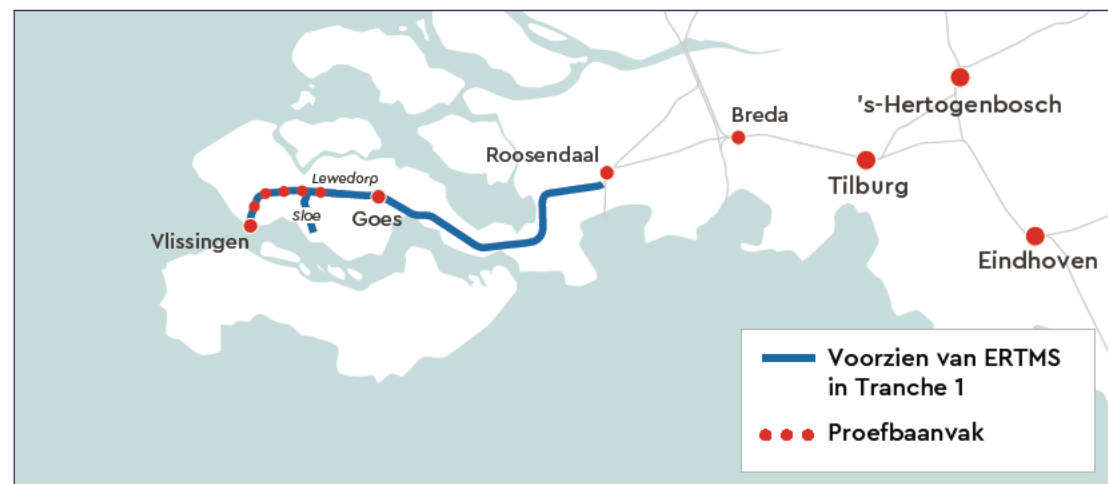 's-Hertogenbosch
Breda
Roosendaal
Tilburg
Lewedorp
Sloe
Goes
Vlissingen
Eindhoven
Voorzien van ERTMS
in Tranche 1
Proefbaanvak